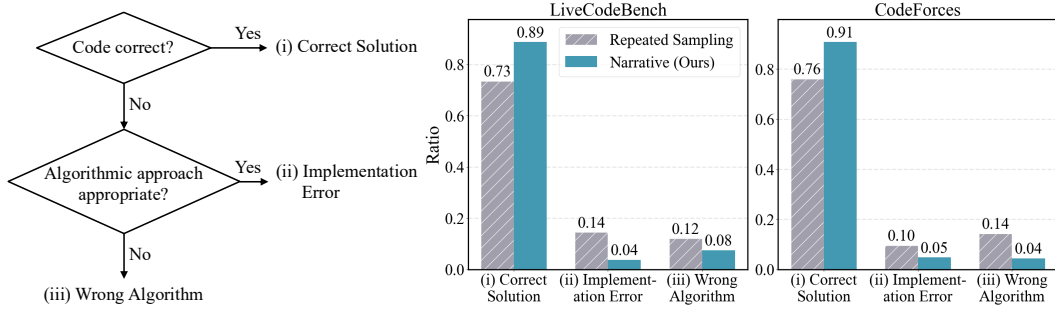 Code correct?
Yes
(i) Correct Solution
No
Algorithmic approach
appropriate?
Yes
(ii) Implementation
Error
No
(iii) Wrong Algorithm
LiveCodeBench
Ratio
0.8
0.6
0.4
0.2
0.0
Repeated Sampling
Narrative (Ours)
0.73
0.89
0.14
0.04
0.12
0.08
(i) Correct
Solution
(ii) Implement-
ation Error
(iii) Wrong
Algorithm
CodeForces
0.8
0.6
0.4
0.2
0.0
0.76
0.91
0.10
0.05
0.14
0.04
(i) Correct
Solution
(ii) Implement-
ation Error
(iii) Wrong
Algorithm